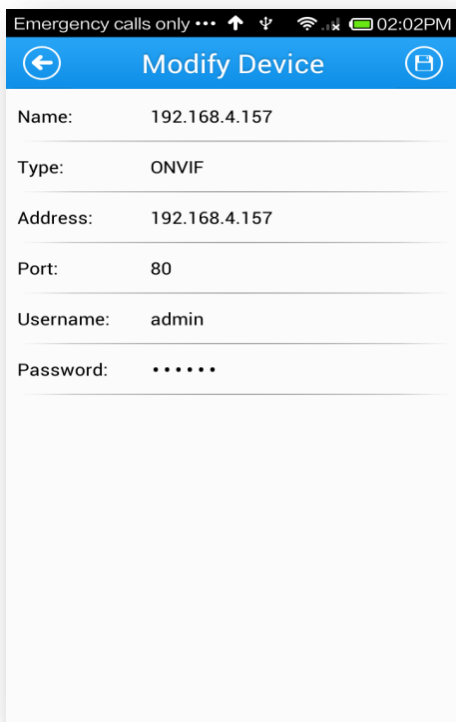 Emergency calls only ••• 02:02PM
Modify Device
Name: 192.168.4.157
Type: ONVIF
Address: 192.168.4.157
Port: 80
Username: admin
Password: ••••••